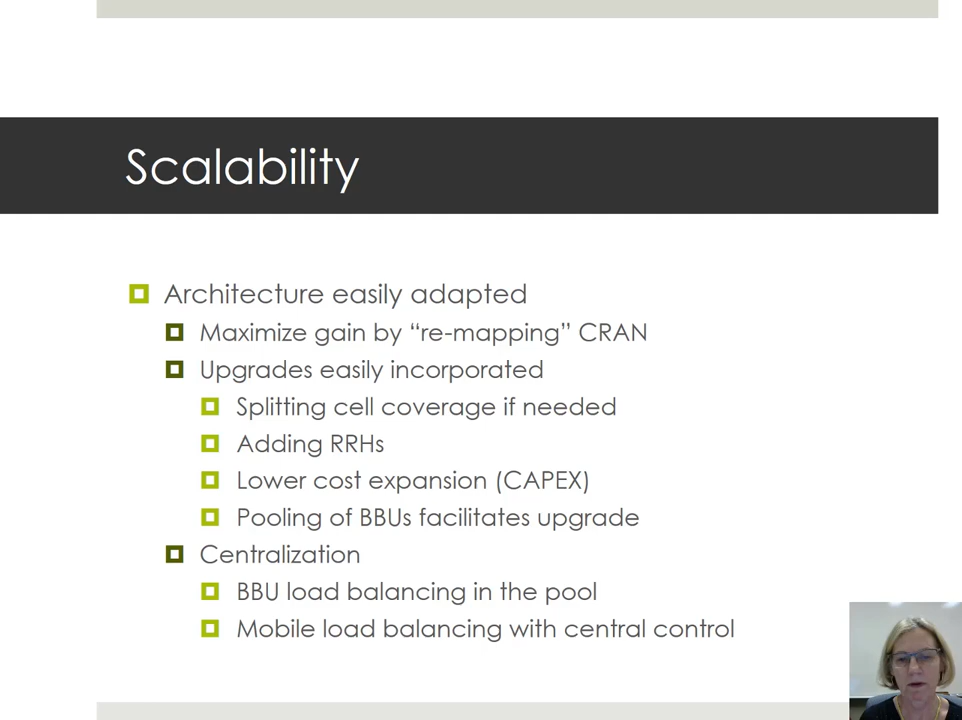 Scalability
Architecture easily adapted
Maximize gain by “re-mapping” CRAN
Upgrades easily incorporated
Splitting cell coverage if needed
Adding RRHs
Lower cost expansion (CAPEX)
Pooling of BBUs facilitates upgrade
Centralization
BBU load balancing in the pool
Mobile load balancing with central control